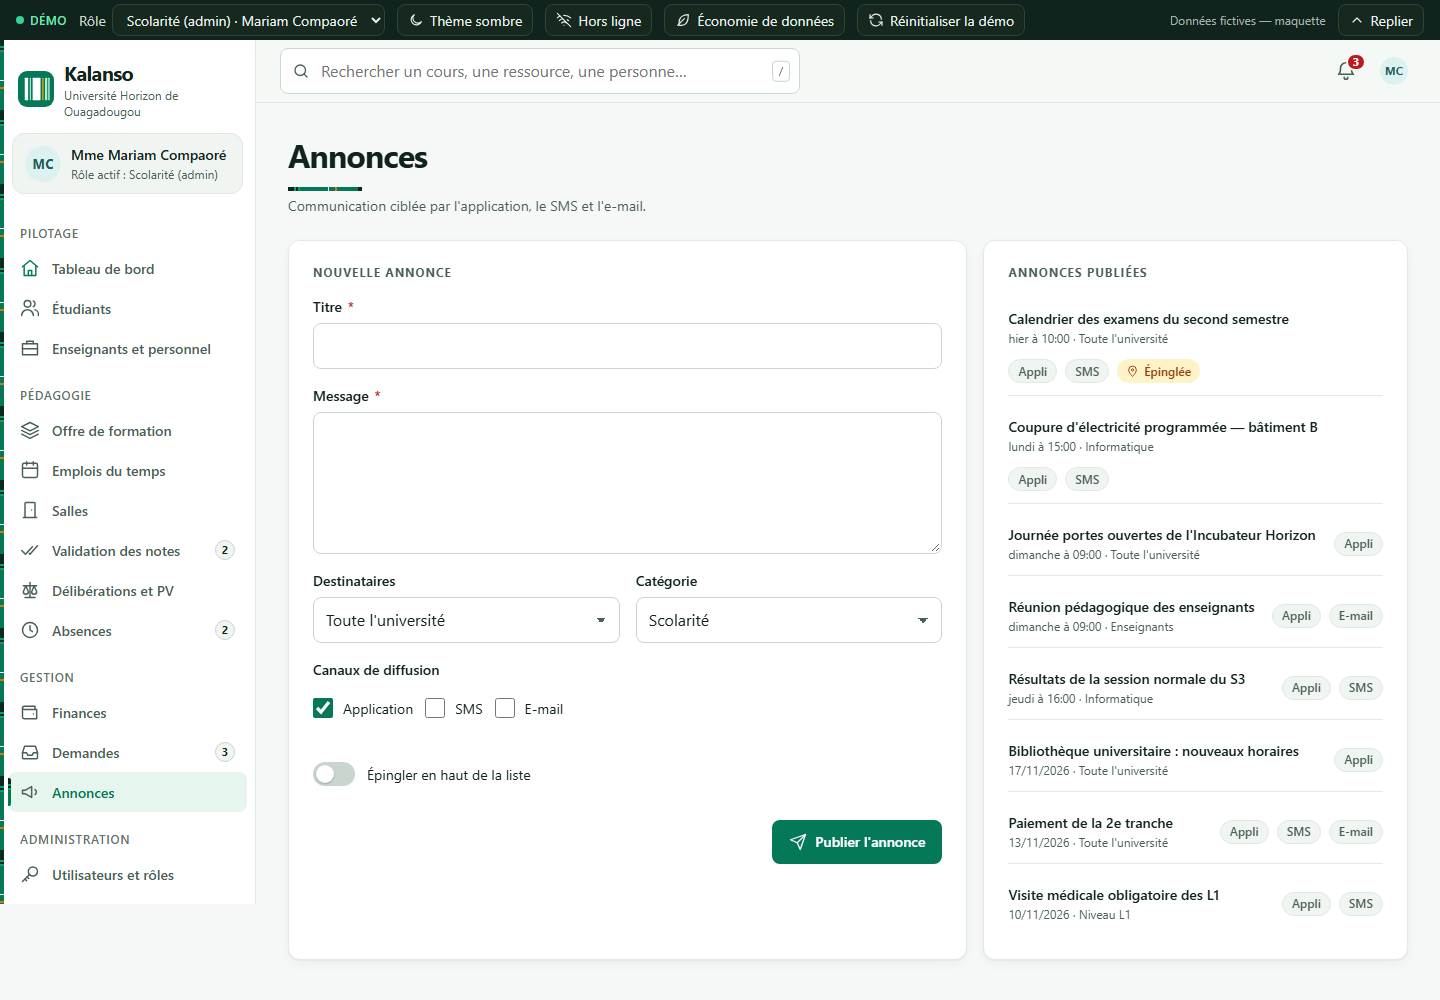 DÉMO Rôle Scolarité (admin) · Mariam Compaoré Thème sombre Hors ligne Économie de données Réinitialiser la démo Données fictives — maquette Replier
Kalanso
Université Horizon de
Ouagadougou
Rechercher un cours, une ressource, une personne... /
3
MC
MC
Mme Mariam Compaoré
Rôle actif : Scolarité (admin)
PILOTAGE
Tableau de bord
Étudiants
Enseignants et personnel
PÉDAGOGIE
Offre de formation
Emplois du temps
Salles
Validation des notes 2
Délibérations et PV
Absences 2
GESTION
Finances
Demandes 3
Annonces
ADMINISTRATION
Utilisateurs et rôles
Annonces
Communication ciblée par l'application, le SMS et l'e-mail.
NOUVELLE ANNONCE
Titre *
Message *
Destinataires
Toute l'université
Catégorie
Scolarité
Canaux de diffusion
Application SMS E-mail
Épingler en haut de la liste
Publier l'annonce
ANNONCES PUBLIÉES
Calendrier des examens du second semestre
hier à 10:00 · Toute l'université
Appli SMS Épinglée
Coupure d'électricité programmée — bâtiment B
lundi à 15:00 · Informatique
Appli SMS
Journée portes ouvertes de l'Incubateur Horizon
dimanche à 09:00 · Toute l'université
Appli
Réunion pédagogique des enseignants
dimanche à 09:00 · Enseignants
Appli E-mail
Résultats de la session normale du S3
jeudi à 16:00 · Informatique
Appli SMS
Bibliothèque universitaire : nouveaux horaires
17/11/2026 · Toute l'université
Appli
Paiement de la 2e tranche
13/11/2026 · Toute l'université
Appli SMS E-mail
Visite médicale obligatoire des L1
10/11/2026 · Niveau L1
Appli SMS